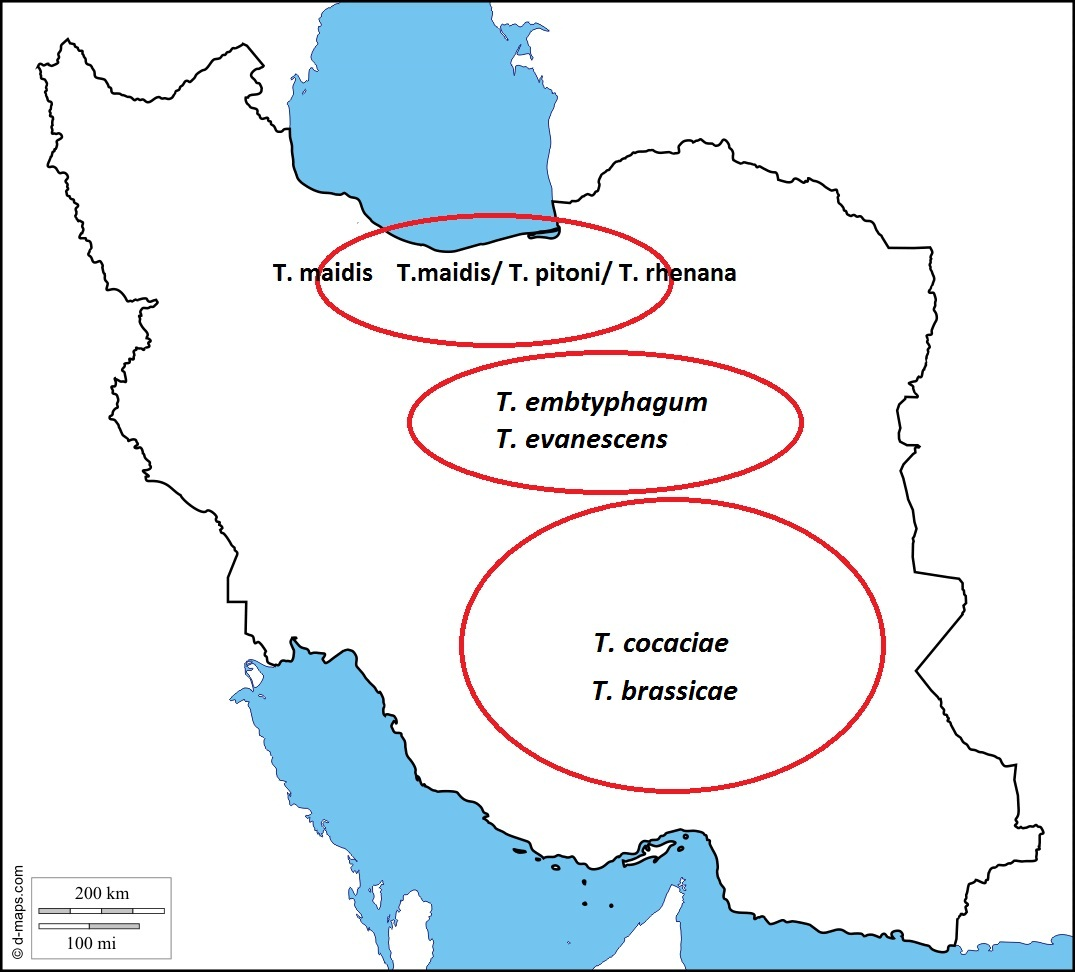 T. maidis T.maidis/ T. pitoni/ T. rhenana
T. embtyphagum
T. evanescens
T. cocaciae
T. brassicae
200 km
100 mi
© d-maps.com